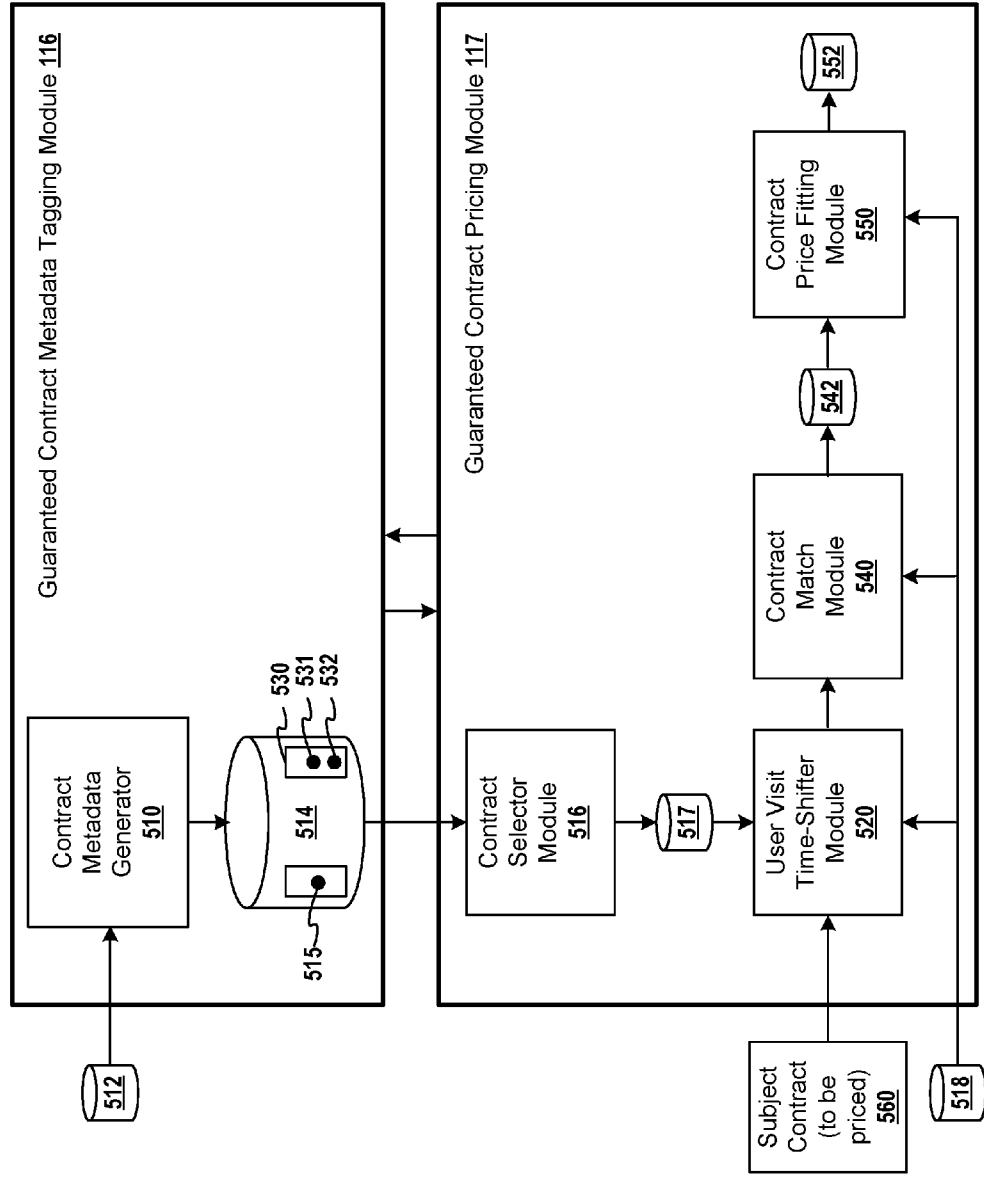 Guaranteed Contract Metadata Tagging Module 116
512
Contract
Metadata
Generator
510
514
515
530
531
532
Guaranteed Contract Pricing Module 117
Contract
Selector
Module
516
517
Subject
Contract
(to be
priced)
560
User Visit
Time-Shifter
Module
520
Contract
Match
Module
540
542
Contract
Price Fitting
Module
550
552
518